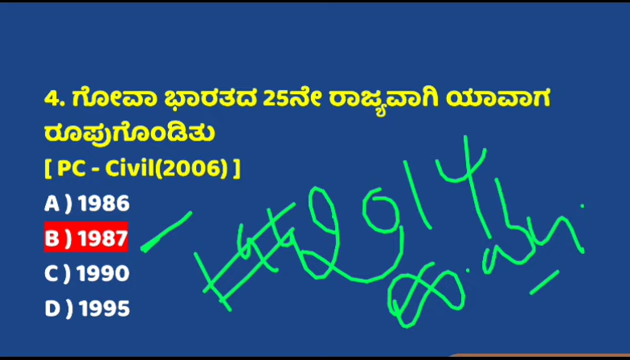 4. ಗೋವಾ ಭಾರತದ 25ನೇ ರಾಜ್ಯವಾಗಿ ಯಾವಾಗ
ರೂಪುಗೊಂಡಿತು
[ PC - Civil(2006) ]
A ) 1986
B ) 1987
C ) 1990
D ) 1995